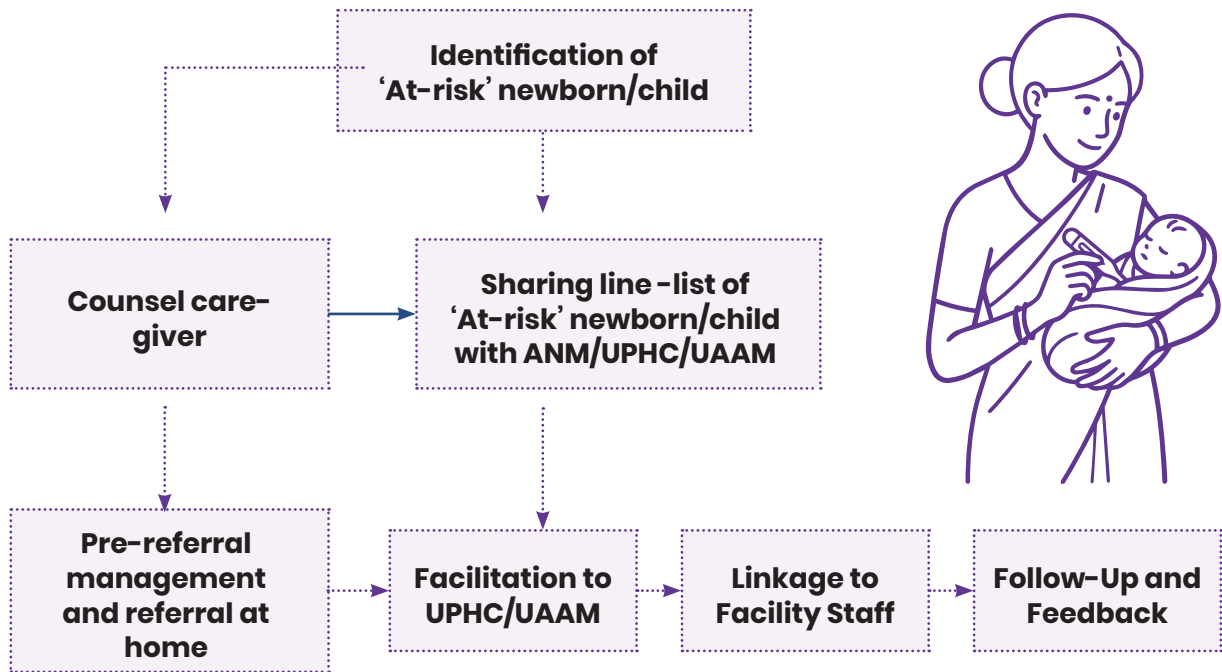 Identification of
‘At-risk’ newborn/child
Counsel care-
giver
Sharing line -list of
‘At-risk’ newborn/child
with ANM/UPHC/UAAM
Pre-referral
management
and referral at
home
Facilitation to
UPHC/UAAM
Linkage to
Facility Staff
Follow-Up and
Feedback